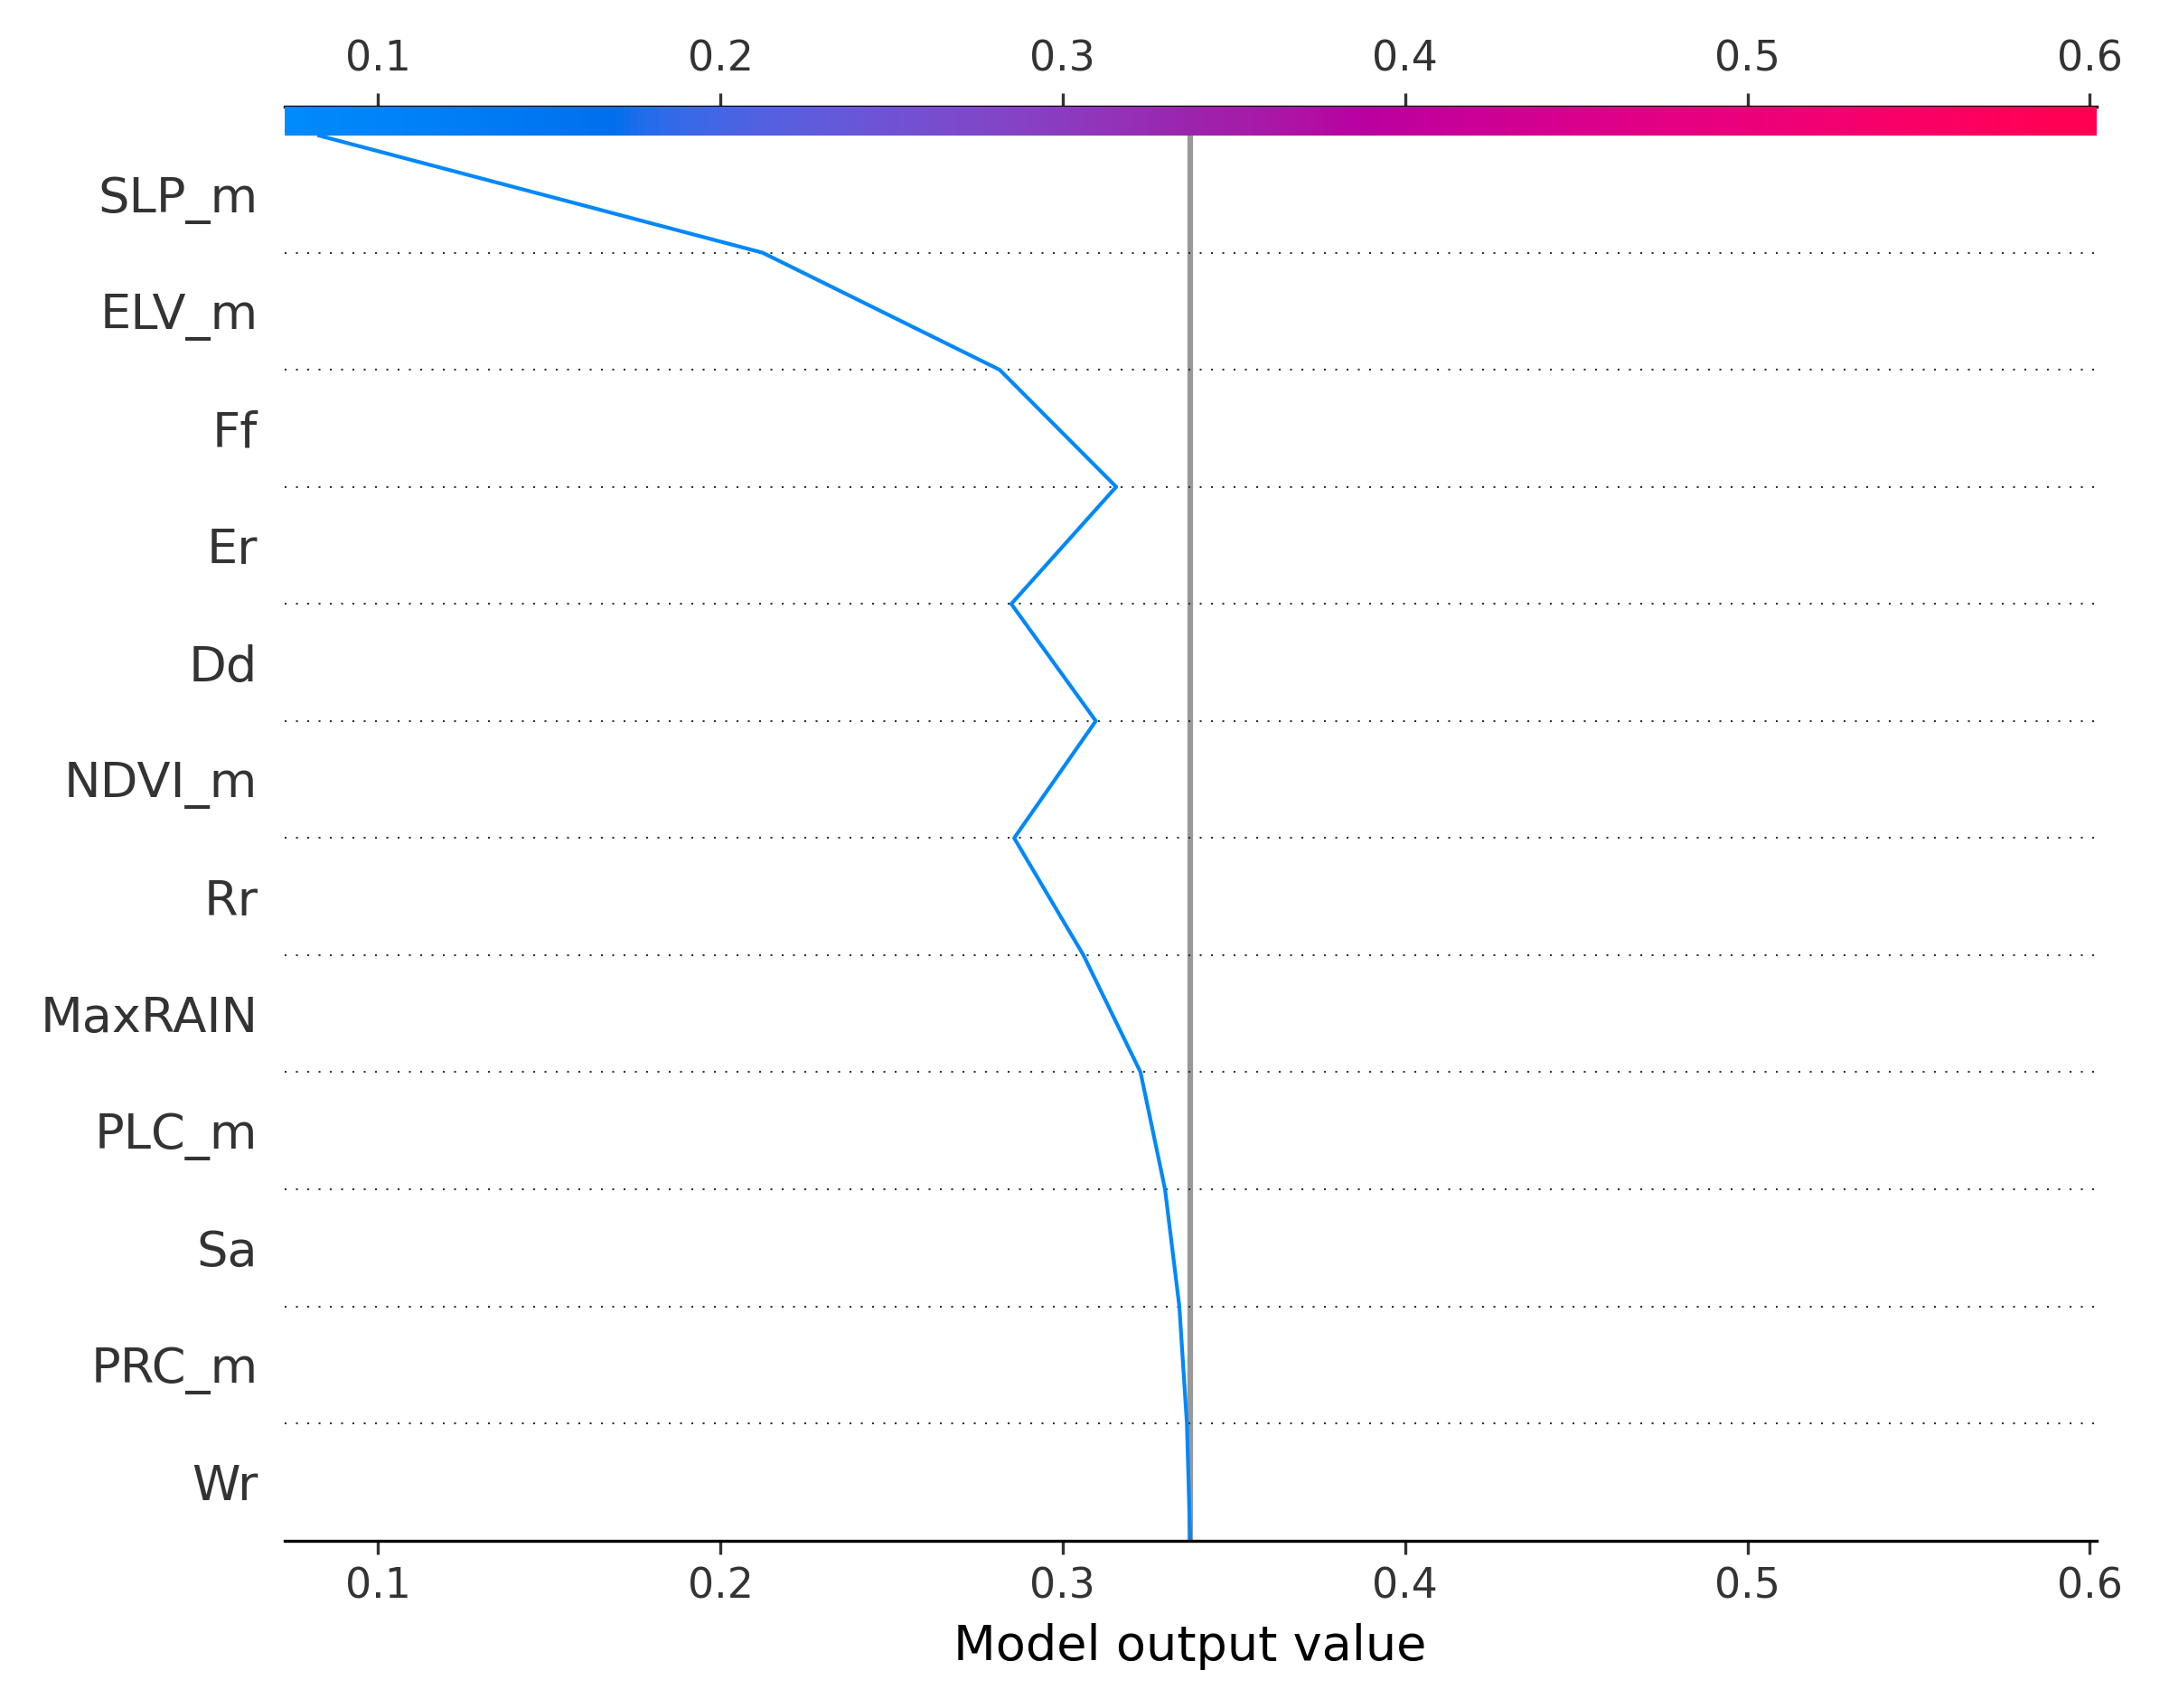 0.1 0.2 0.3 0.4 0.5 0.6
SLP_m
ELV_m
Ff
Er
Dd
NDVI_m
Rr
MaxRAIN
PLC_m
Sa
PRC_m
Wr
0.1 0.2 0.3 0.4 0.5 0.6
Model output value